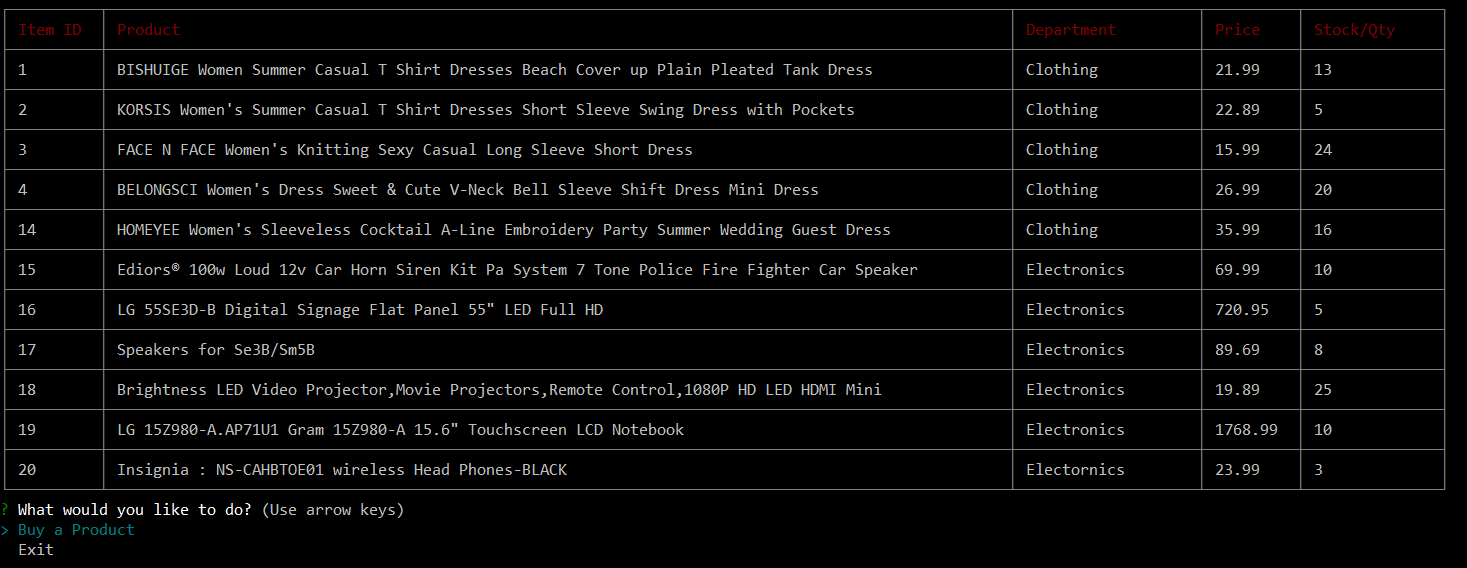 Item ID Product Department Price Stock/Qty
1 BISHUIGE Women Summer Casual T Shirt Dresses Beach Cover up Plain Pleated Tank Dress Clothing 21.99 13
2 KORSIS Women's Summer Casual T Shirt Dresses Short Sleeve Swing Dress with Pockets Clothing 22.89 5
3 FACE N FACE Women's Knitting Sexy Casual Long Sleeve Short Dress Clothing 15.99 24
4 BELONGSCI Women's Dress Sweet & Cute V-Neck Bell Sleeve Shift Dress Mini Dress Clothing 26.99 20
14 HOMEYEE Women's Sleeveless Cocktail A-Line Embroidery Party Summer Wedding Guest Dress Clothing 35.99 16
15 Ediors® 100w Loud 12v Car Horn Siren Kit Pa System 7 Tone Police Fire Fighter Car Speaker Electronics 69.99 10
16 LG 55SE3D-B Digital Signage Flat Panel 55" LED Full HD Electronics 720.95 5
17 Speakers for Se3B/Sm5B Electronics 89.69 8
18 Brightness LED Video Projector,Movie Projectors,Remote Control,1080P HD LED HDMI Mini Electronics 19.89 25
19 LG 15Z980-A.AP71U1 Gram 15Z980-A 15.6" Touchscreen LCD Notebook Electronics 1768.99 10
20 Insignia : NS-CAHBTOE01 wireless Head Phones-BLACK Electornics 23.99 3
? What would you like to do? (Use arrow keys)
> Buy a Product
Exit